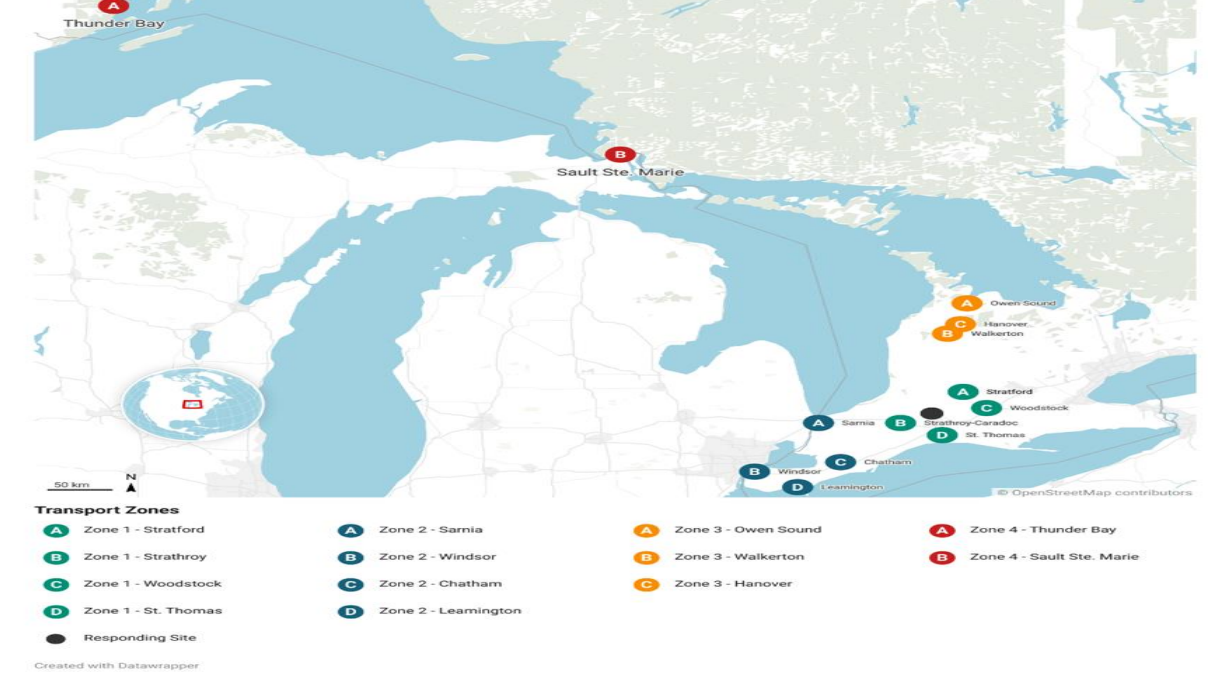 A
Thunder Bay
B
Sault Ste. Marie
A Owen Sound
C Hanover
B Walkerton
A Stratford
C Woodstock
A Sarnia
B Strathroy-Caradoc
D St. Thomas
C Chatham
B Windsor
D Leamington
N
50 km
© OpenStreetMap contributors
Transport Zones
A Zone 1 - Stratford
B Zone 1 - Strathroy
C Zone 1 - Woodstock
D Zone 1 - St. Thomas
Responding Site
A Zone 2 - Sarnia
B Zone 2 - Windsor
C Zone 2 - Chatham
D Zone 2 - Leamington
A Zone 3 - Owen Sound
B Zone 3 - Walkerton
C Zone 3 - Hanover
A Zone 4 - Thunder Bay
B Zone 4 - Sault Ste. Marie
Created with Datawrapper